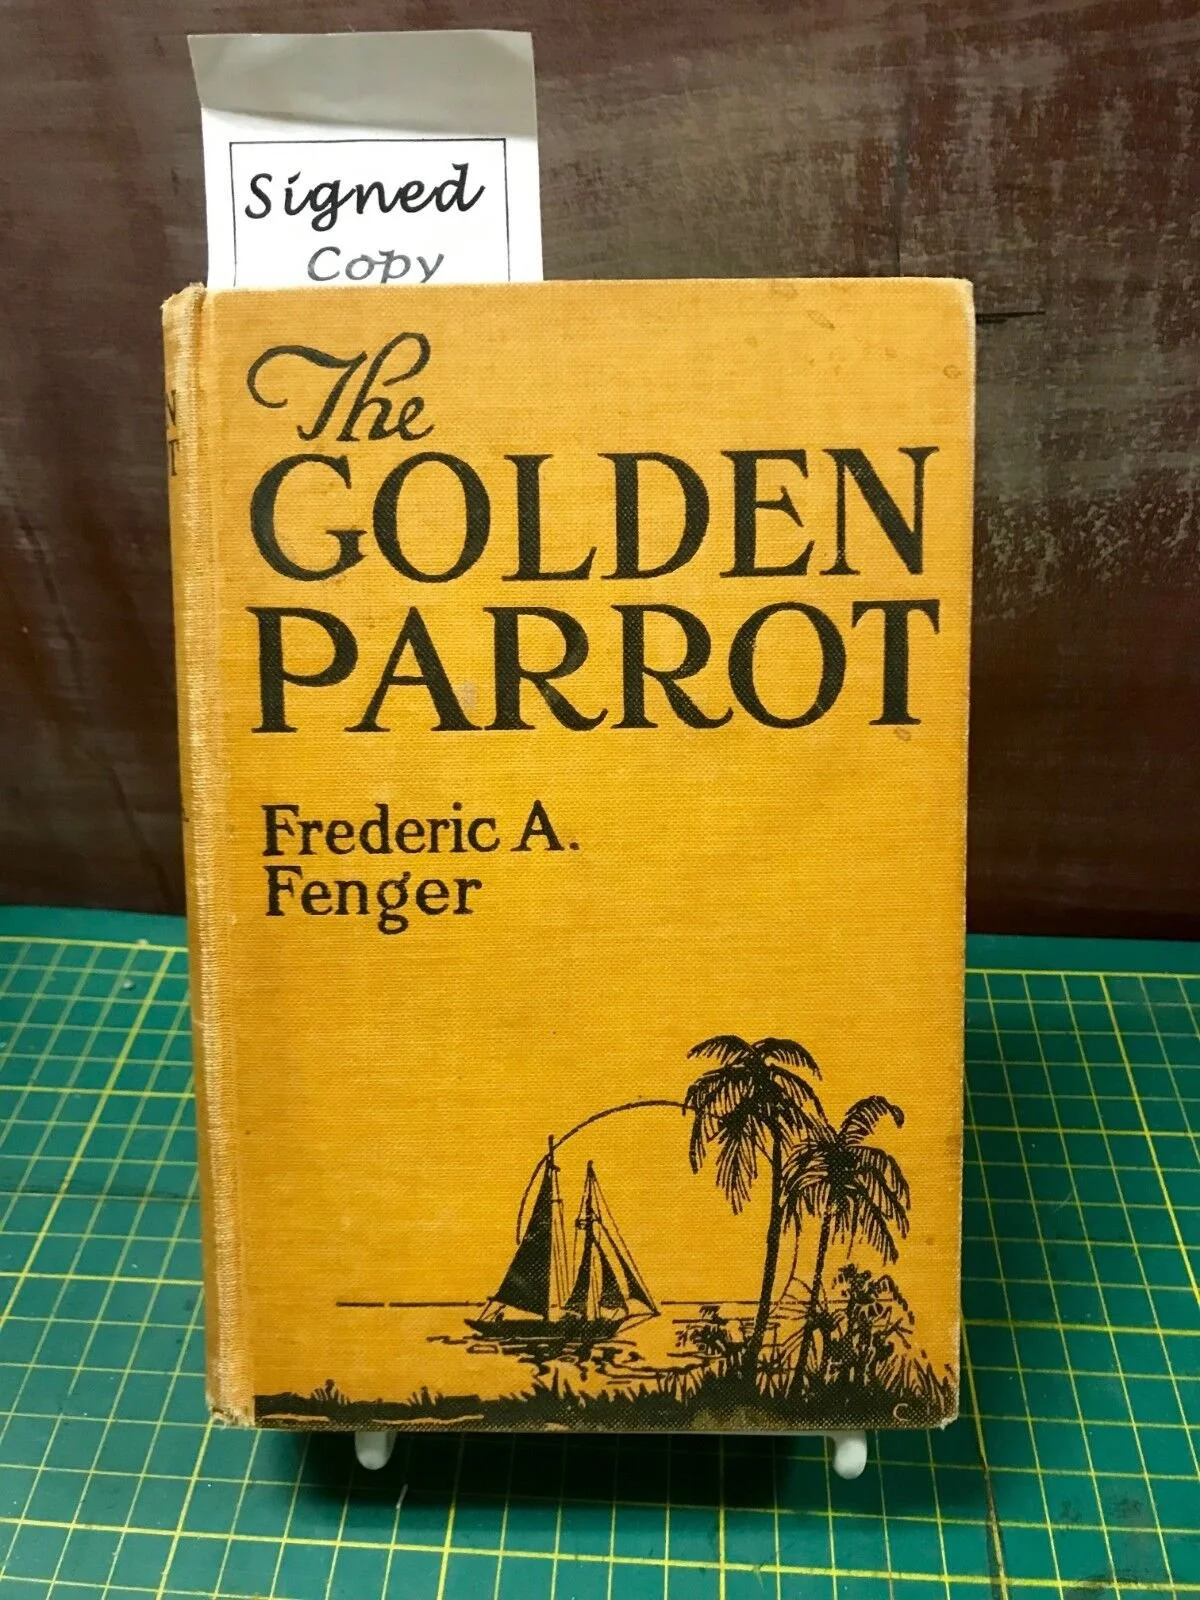 Signed
Copy
The
GOLDEN
PARROT
Frederic A.
Fenger